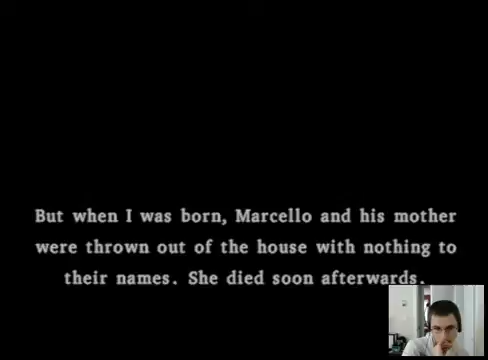 But when I was born, Marcello and his mother
were thrown out of the house with nothing to
their names. She died soon afterwards.